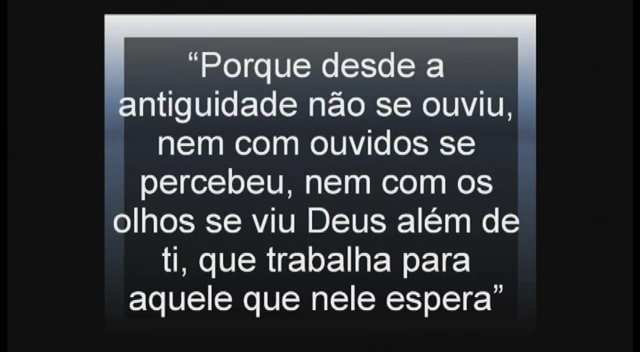 “Porque desde a
antiguidade não se ouviu,
nem com ouvidos se
percebeu, nem com os
olhos se viu Deus além de
ti, que trabalha para
aquele que nele espera”